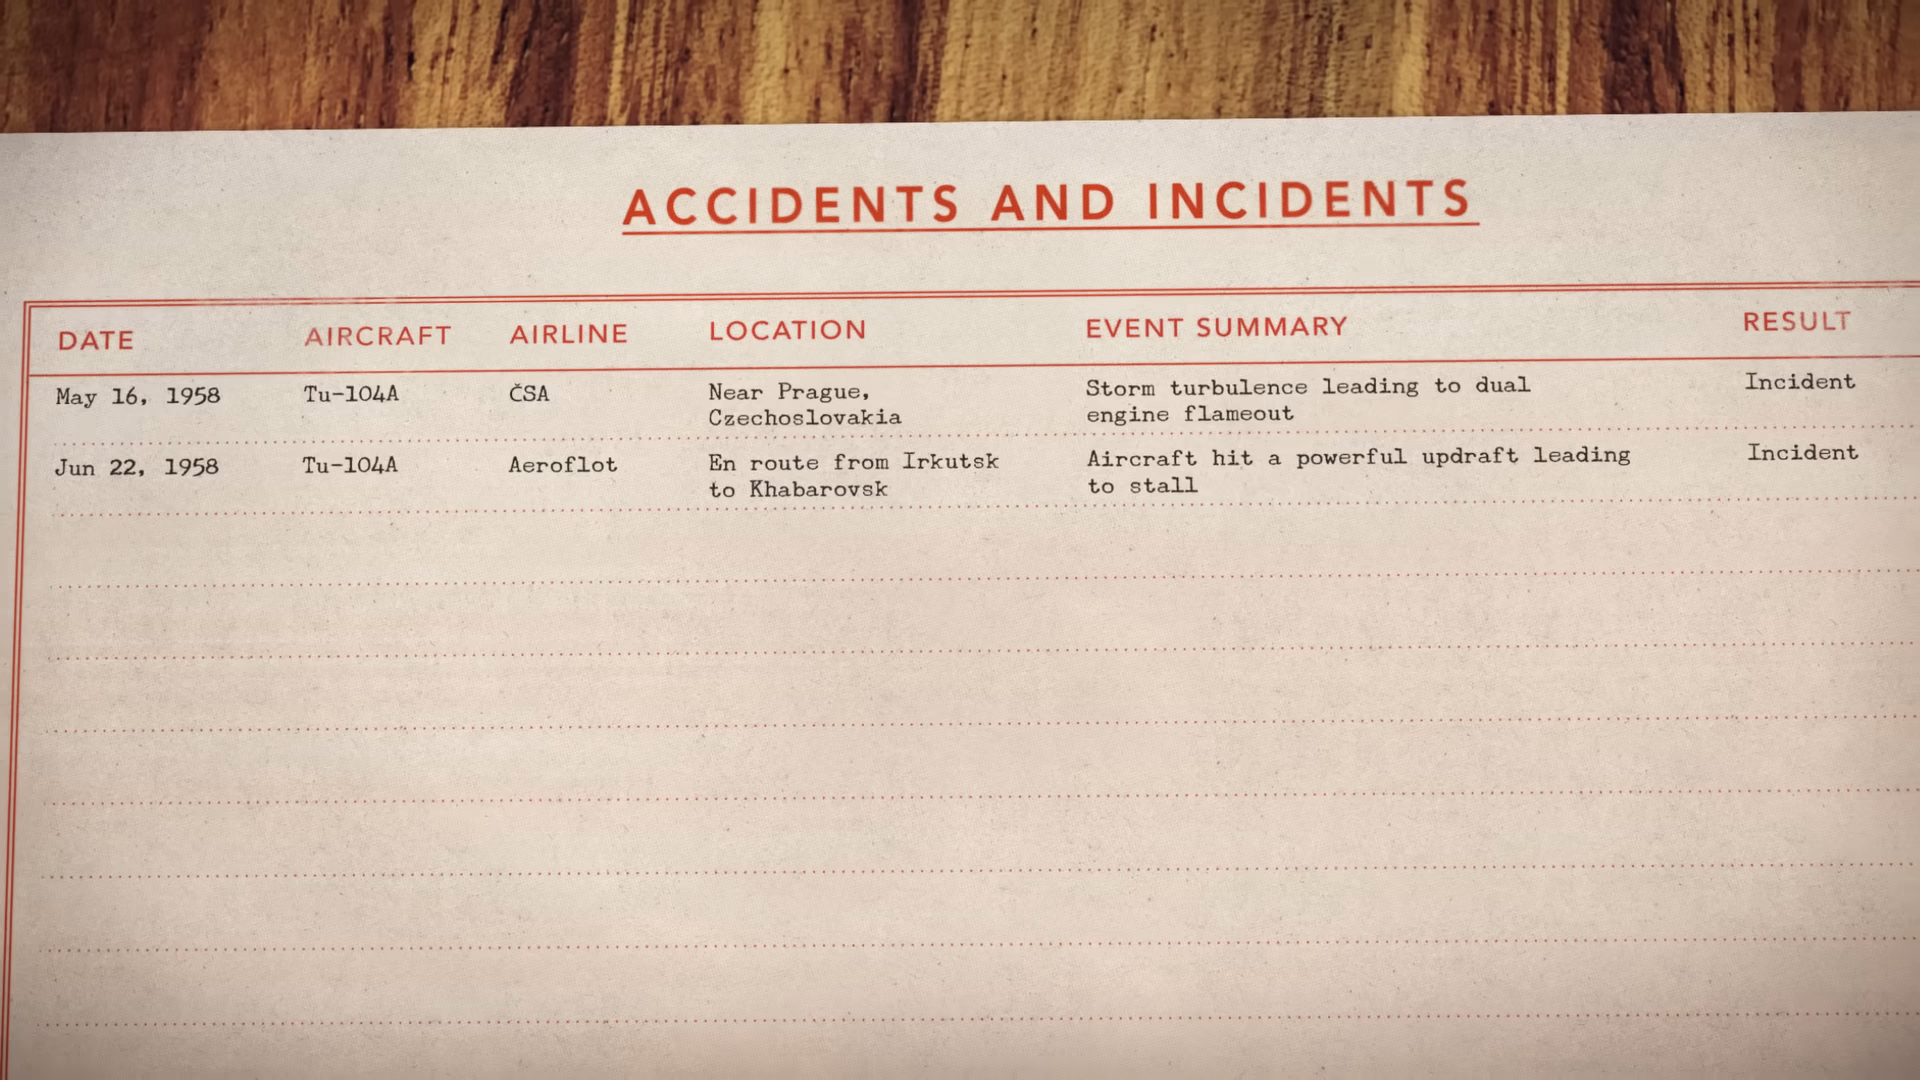 ACCIDENTS AND INCIDENTS
DATE AIRCRAFT AIRLINE LOCATION EVENT SUMMARY RESULT
May 16, 1958 Tu-104A ČSA Near Prague, Storm turbulence leading to dual Incident
Czechoslovakia engine flameout
Jun 22, 1958 Tu-104A Aeroflot En route from Irkutsk Aircraft hit a powerful updraft leading Incident
to Khabarovsk to stall